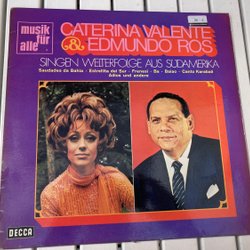 musik
für
alle
CATERINA VALENTE
& EDMUNDO ROS
SINGEN WELTERFOLGE AUS SÜDAMERIKA
Saudades da Bahia · Estrellita del Sur · Frenesi · Ba · Baiao · Canto Karabali
Adios und andere
DECCA